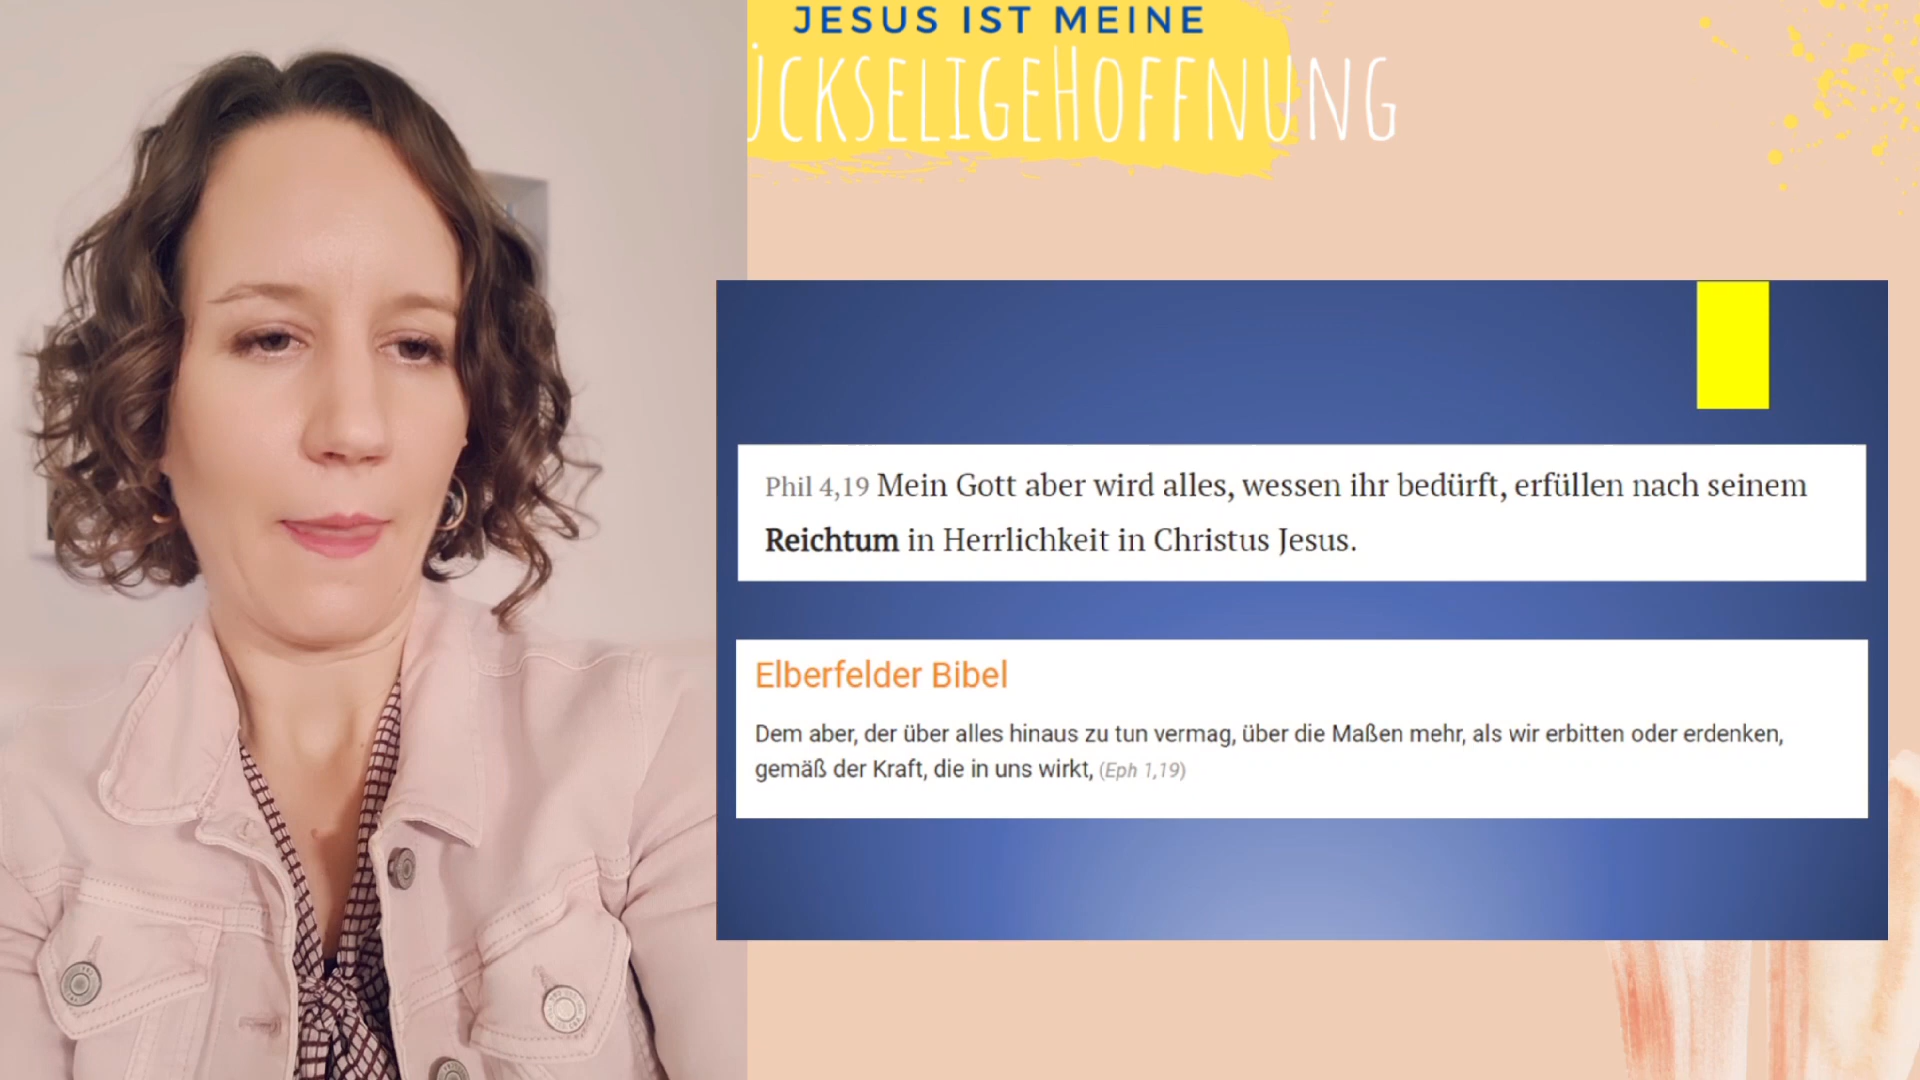 JESUS IST MEINE
ÜCKSELIGEHOFFNUNG
Phil 4,19 Mein Gott aber wird alles, wessen ihr bedürft, erfüllen nach seinem
Reichtum in Herrlichkeit in Christus Jesus.
Elberfelder Bibel
Dem aber, der über alles hinaus zu tun vermag, über die Maßen mehr, als wir erbitten oder erdenken,
gemäß der Kraft, die in uns wirkt, (Eph 1,19)